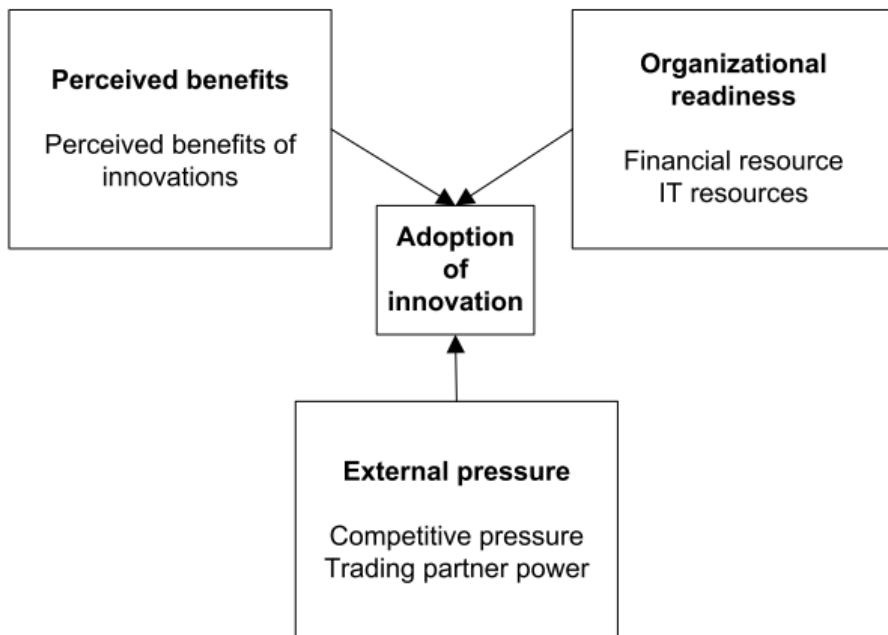 Perceived benefits
Perceived benefits of
innovations
Organizational
readiness
Financial resource
IT resources
Adoption
of
innovation
External pressure
Competitive pressure
Trading partner power